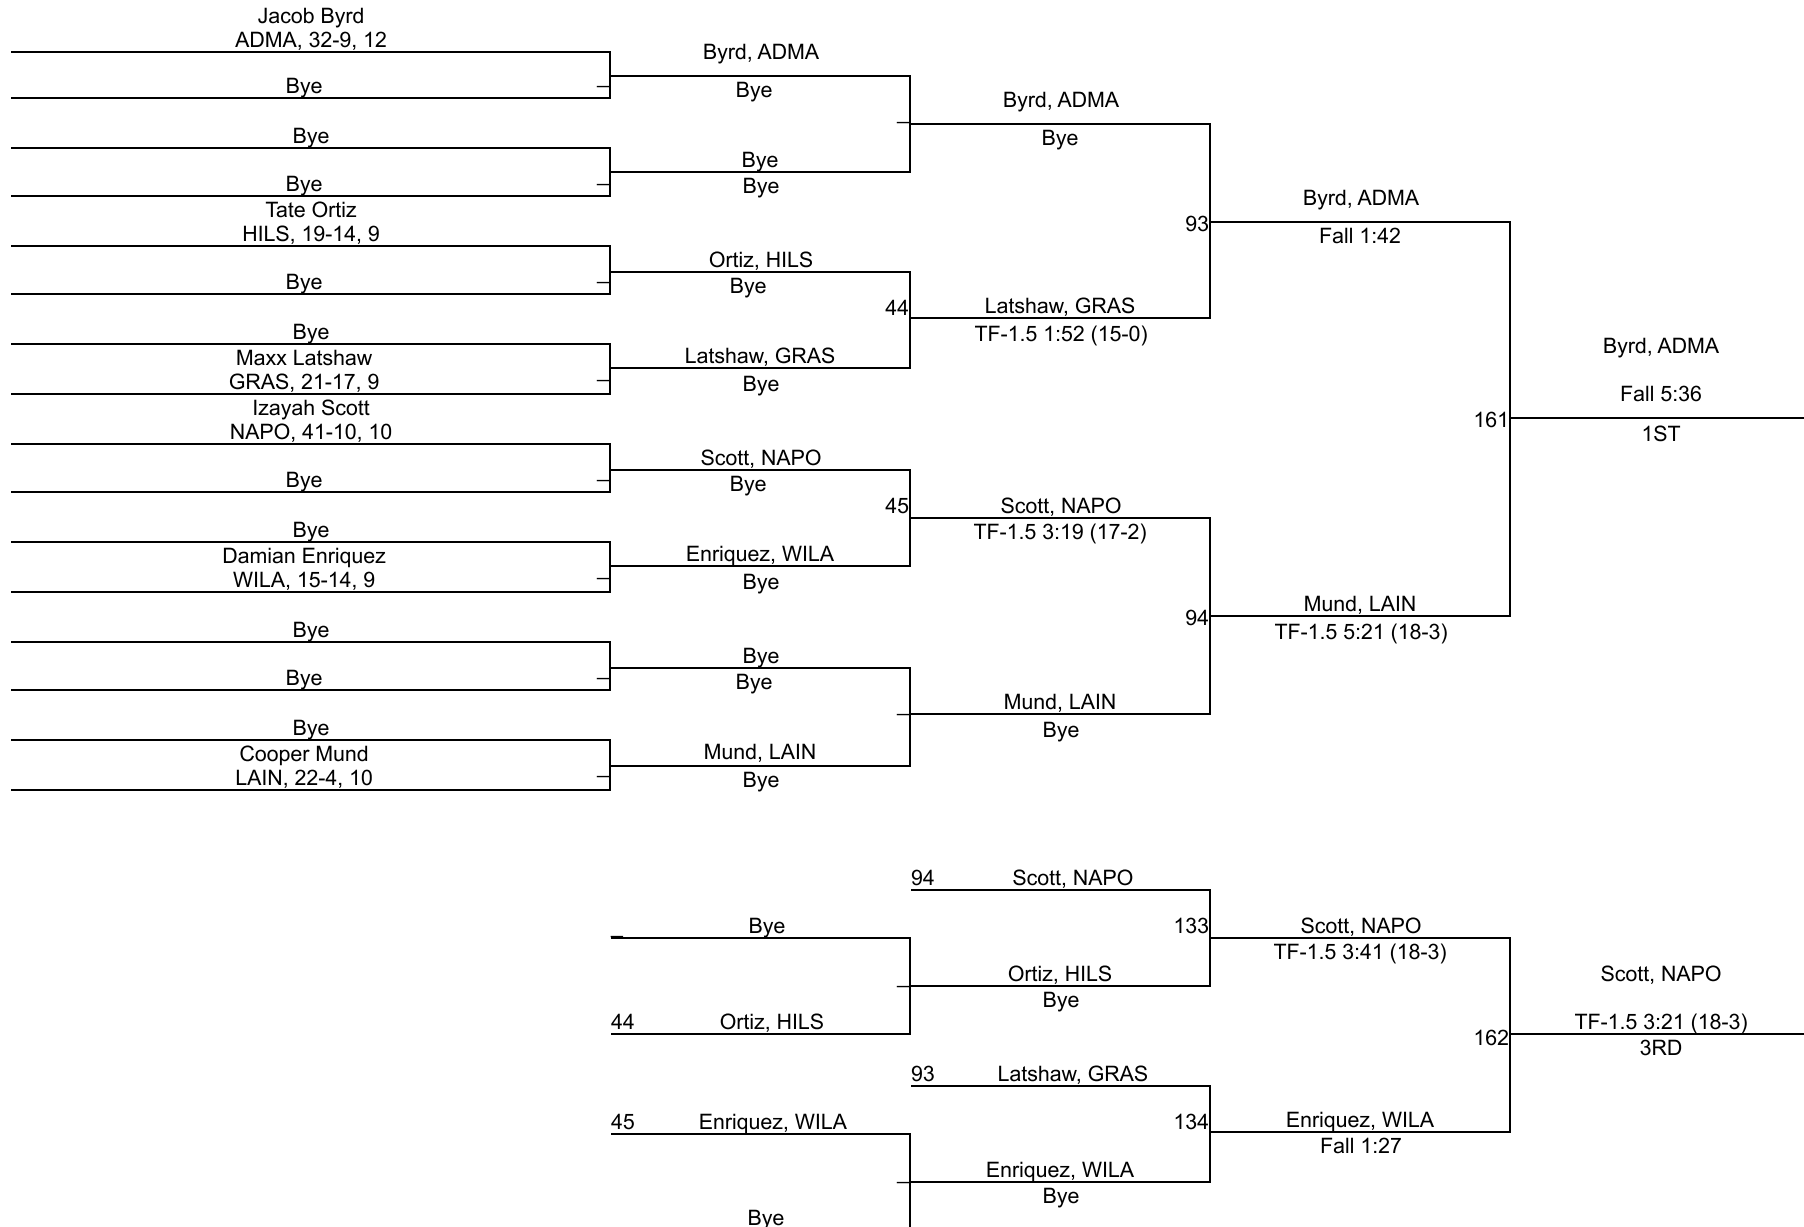 Jacob Byrd
ADMA, 32-9, 12
Bye
Bye
Bye
Tate Ortiz
HILS, 19-14, 9
Bye
Bye
Maxx Latshaw
GRAS, 21-17, 9
Izayah Scott
NAPO, 41-10, 10
Bye
Bye
Damian Enriquez
WILA, 15-14, 9
Bye
Bye
Bye
Cooper Mund
LAIN, 22-4, 10
Byrd, ADMA
Bye
Bye
Bye
Ortiz, HILS
Bye
44
Latshaw, GRAS
Bye
Scott, NAPO
Bye
45
Enriquez, WILA
Bye
Bye
Bye
Mund, LAIN
Bye
Byrd, ADMA
Bye
93
Latshaw, GRAS
TF-1.5 1:52 (15-0)
Scott, NAPO
TF-1.5 3:19 (17-2)
94
Mund, LAIN
Bye
Byrd, ADMA
Fall 1:42
161
Mund, LAIN
TF-1.5 5:21 (18-3)
Byrd, ADMA
Fall 5:36
1ST
Bye
44 Ortiz, HILS
45 Enriquez, WILA
Bye
94 Scott, NAPO
133
Ortiz, HILS
Bye
93 Latshaw, GRAS
134
Enriquez, WILA
Bye
Scott, NAPO
TF-1.5 3:41 (18-3)
162
Enriquez, WILA
Fall 1:27
Scott, NAPO
TF-1.5 3:21 (18-3)
3RD